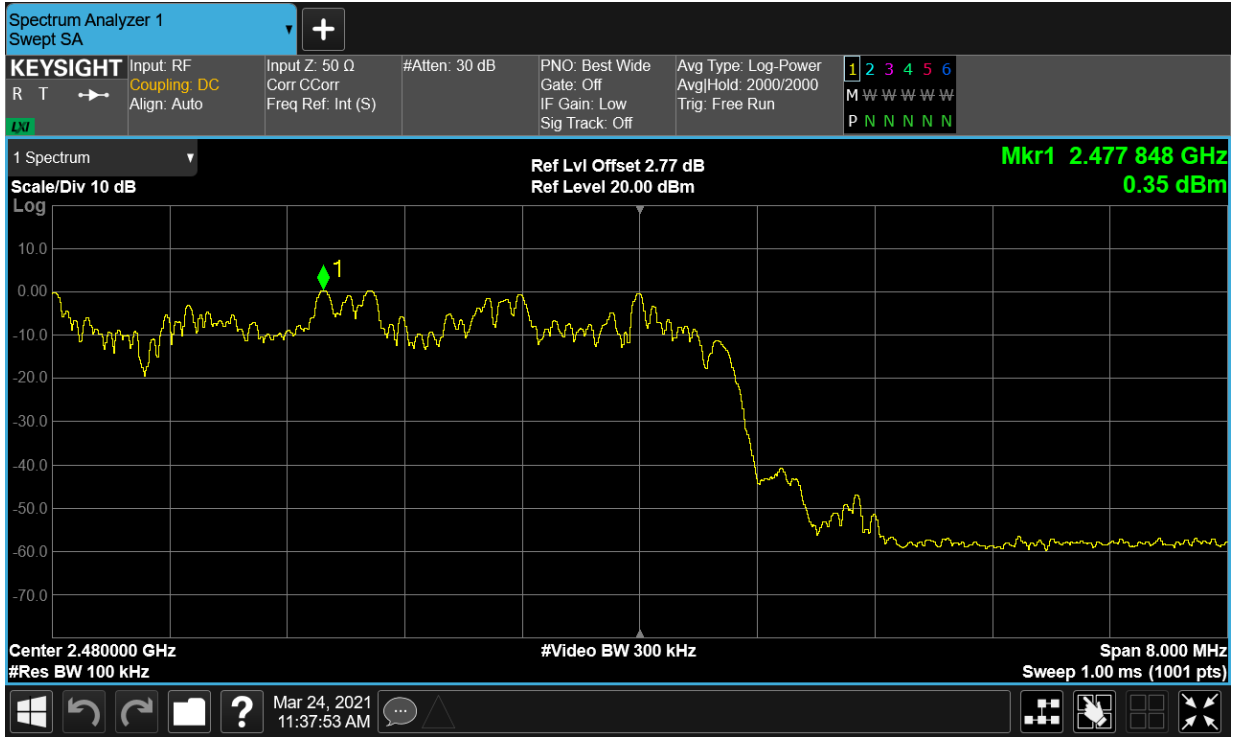 Spectrum Analyzer 1
Swept SA
KEYSIGHT
R T
LXI
Input: RF
Coupling: DC
Align: Auto
Input Z: 50 Ω
Corr CCorr
Freq Ref: Int (S)
#Atten: 30 dB
PNO: Best Wide
Gate: Off
IF Gain: Low
Sig Track: Off
Avg Type: Log-Power
Avg|Hold: 2000/2000
Trig: Free Run
1 2 3 4 5 6
M W W W W W
P N N N N N
1 Spectrum
Scale/Div 10 dB
Log
Ref Lvl Offset 2.77 dB
Ref Level 20.00 dBm
Mkr1 2.477 848 GHz
0.35 dBm
10.0
1
0.00
-10.0
-20.0
-30.0
-40.0
-50.0
-60.0
-70.0
Center 2.480000 GHz
#Video BW 300 kHz
Span 8.000 MHz
#Res BW 100 kHz
Sweep 1.00 ms (1001 pts)
?
Mar 24, 2021
11:37:53 AM